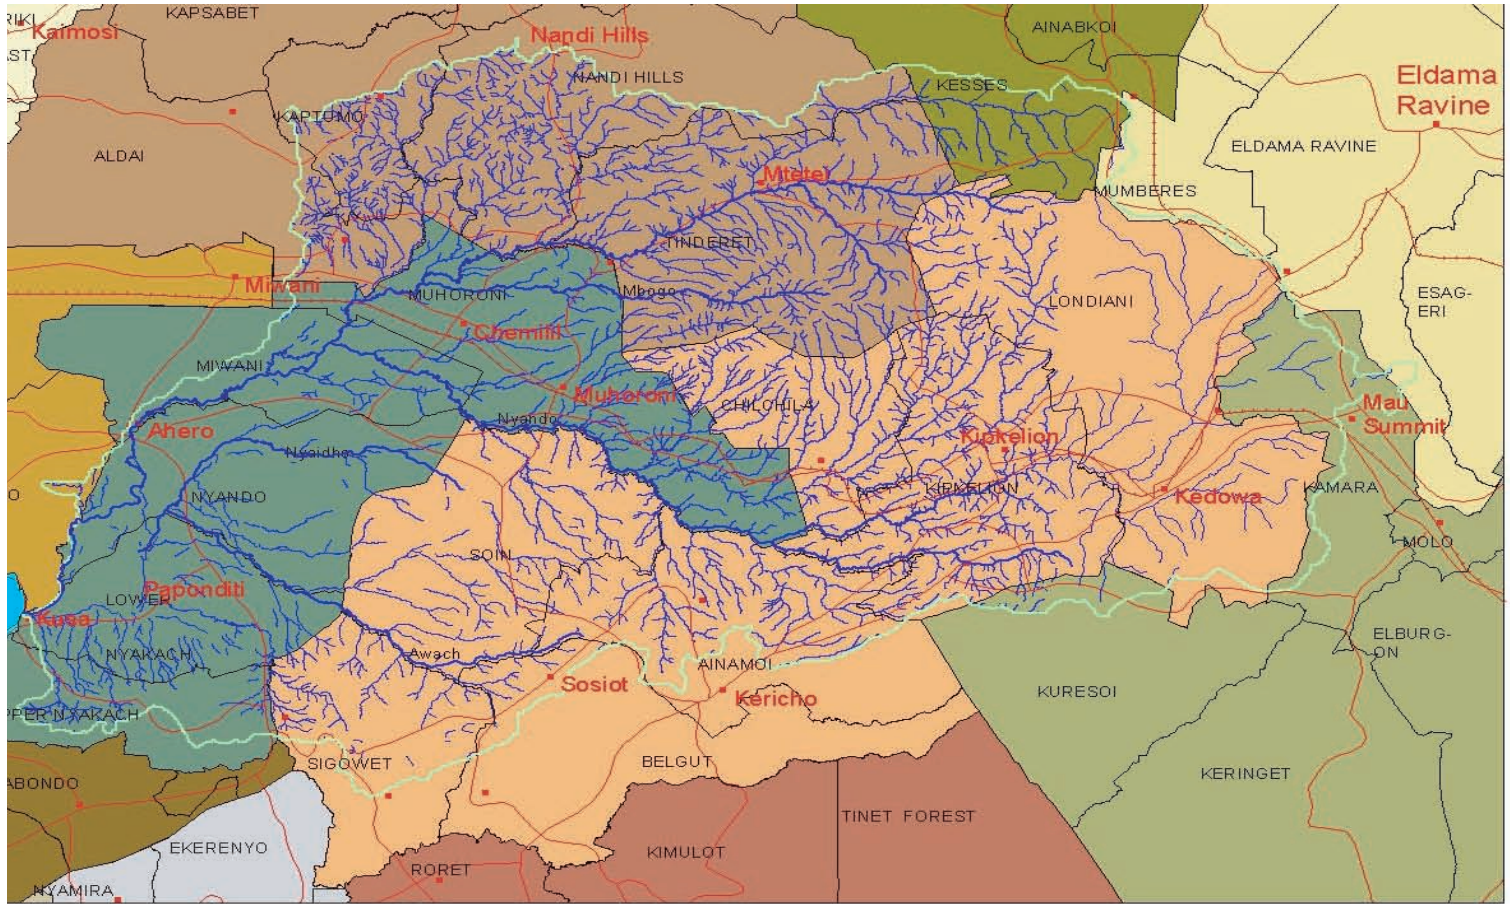 KAPSABET
RIKI
Kaimosi
Nandi Hills
AINABKOI
AST
NANDI HILLS
KESSES
Eldama
Ravine
KAPTUMO
ALDAI
ELDAMA RAVINE
Mtetei
MUMBERES
TINDERET
Miwani
MUHORONI
Mbogo
LONDIANI
ESAG-
ERI
Chemilil
MIWANI
Muhoroni
CHILCHILA
Mau
Summit
Nyando
Ahero
Kipkelion
Nyaidho
O
NYANDO
KIPKELION
Kedowa
KAMARA
SOIN
MOLO
Paponditi
LOWER
Kusa
ELBURG-
ON
NYAKACH
Awach
AINAMOI
Sosiot
Kericho
KURESOI
PPER NYAKACH
SIGOWET
BELGUT
KERINGET
ABONDO
TINET FOREST
EKERENYO
KIMULOT
RORET
NYAMIRA